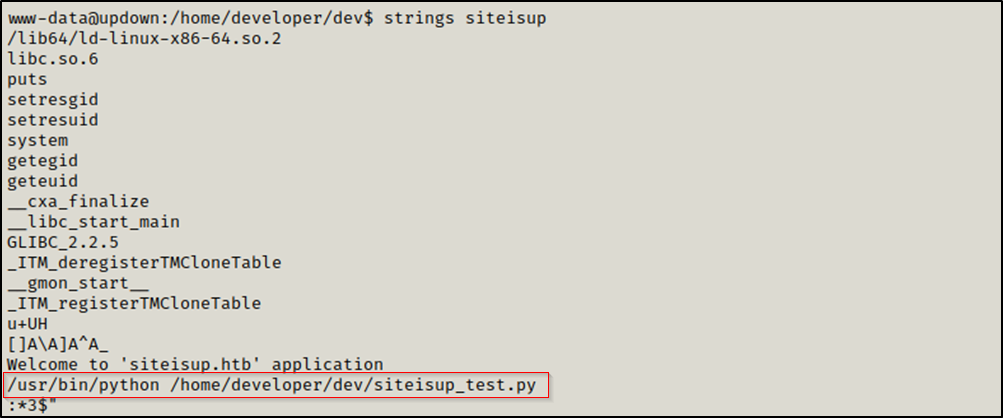 www-data@updown:/home/developer/dev$ strings siteisup
/lib64/ld-linux-x86-64.so.2
libc.so.6
puts
setresgid
setresuid
system
getegid
geteuid
__cxa_finalize
__libc_start_main
GLIBC_2.2.5
_ITM_deregisterTMCloneTable
__gmon_start__
_ITM_registerTMCloneTable
u+UH
[]A\A]A^A_
Welcome to 'siteisup.htb' application
/usr/bin/python /home/developer/dev/siteisup_test.py
:*3$"